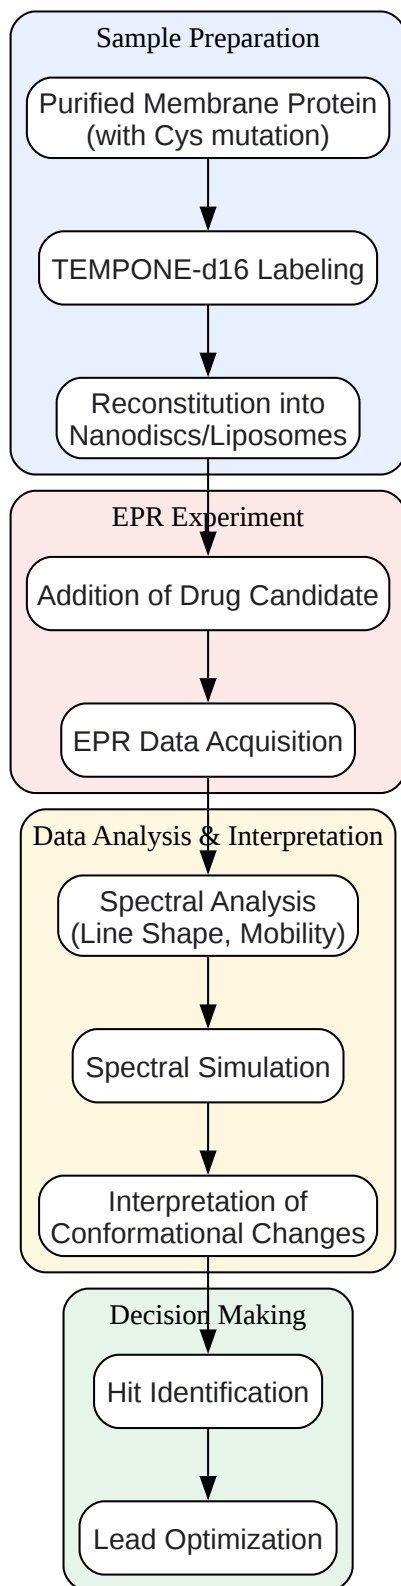 Sample Preparation
Purified Membrane Protein
(with Cys mutation)
TEMPONE-d16 Labeling
Reconstitution into
Nanodiscs/Liposomes
EPR Experiment
Addition of Drug Candidate
EPR Data Acquisition
Data Analysis & Interpretation
Spectral Analysis
(Line Shape, Mobility)
Spectral Simulation
Interpretation of
Conformational Changes
Decision Making
Hit Identification
Lead Optimization